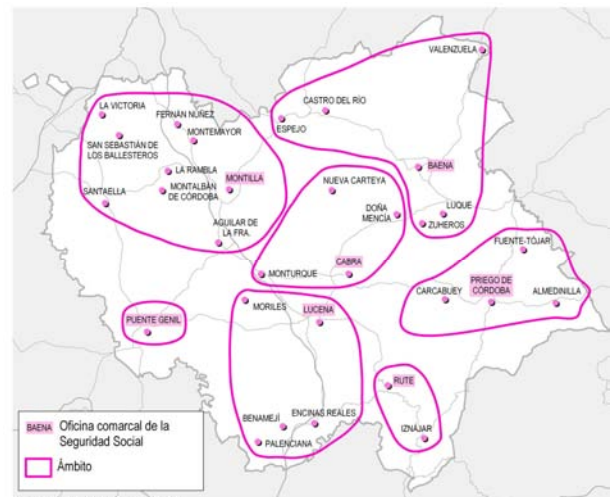 VALENZUELA
CASTRO DEL RÍO
ESPEJO
LA VICTORIA
FERNÁN NUÑEZ
MONTEMAYOR
SAN SEBASTIÁN
DE LOS BALLESTEROS
LA RAMBLA
MONTILLA
MONTALBÁN
DE CÓRDOBA
SANTAELLA
AGUILAR DE
LA FRA.
BAENA
NUEVA CARTEYA
DOÑA
MENCÍA
LUQUE
ZUHEROS
CABRA
MONTURQUE
FUENTE-TÓJAR
CARCABUEY
PRIEGO DE
CÓRDOBA
ALMEDINILLA
MORILES
LUCENA
PUENTE GENIL
RUTE
BENAMEJÍ
ENCINAS REALES
PALENCIANA
IZNÁJAR
BAENA Oficina comarcal de la
Seguridad Social
Ámbito